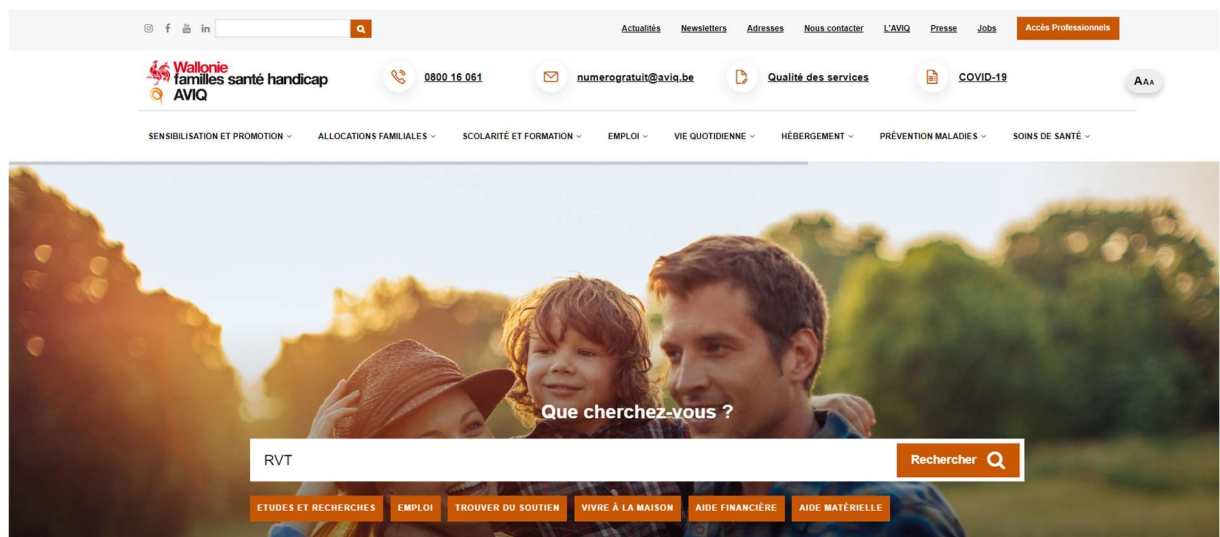 Actualités Newsletters Adresses Nous contacter L'AVIQ Presse Jobs Accès Professionnels
Wallonie
familles santé handicap
AVIQ
0800 16 061
numerogratuit@aviq.be
Qualité des services
COVID-19
AAA
SENSIBILISATION ET PROMOTION ALLOCATIONS FAMILIALES SCOLARITÉ ET FORMATION EMPLOI VIE QUOTIDIENNE HÉBERGEMENT PRÉVENTION MALADIES SOINS DE SANTÉ
Que cherchez-vous ?
RVT
Rechercher
ETUDES ET RECHERCHES EMPLOI TROUVER DU SOUTIEN VIVRE À LA MAISON AIDE FINANCIÈRE AIDE MATÉRIELLE